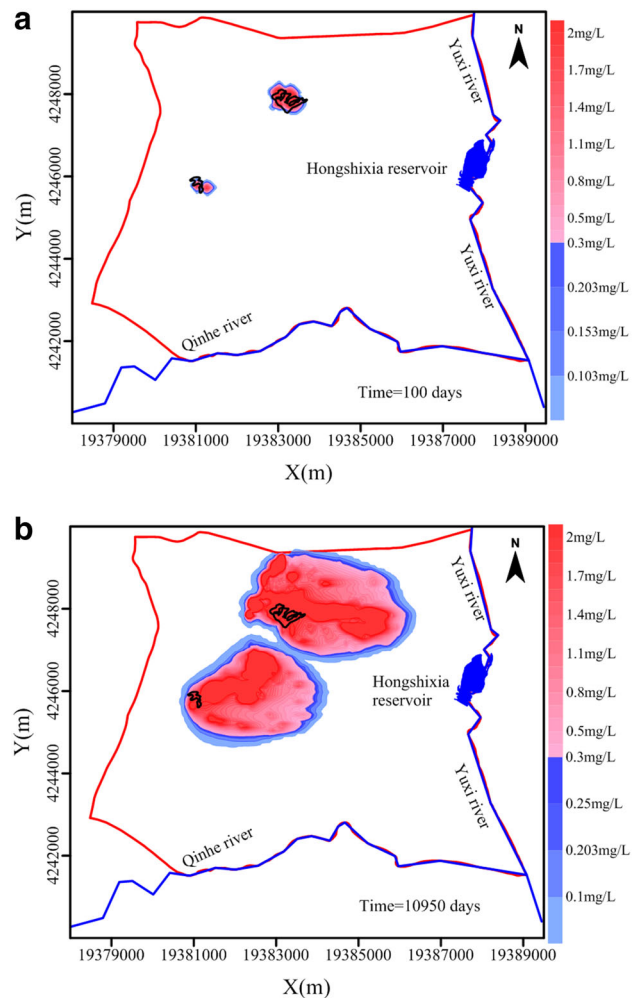 a
N
Yuxi river
Hongshixia reservoir
Yuxi river
Qinhe river
Time=100 days
4248000
4246000
4244000
4242000
Y(m)
19379000 19381000 19383000 19385000 19387000 19389000
X(m)
2mg/L
1.7mg/L
1.4mg/L
1.1mg/L
0.8mg/L
0.5mg/L
0.3mg/L
0.203mg/L
0.153mg/L
0.103mg/L
b
N
Yuxi river
Hongshixia
reservoir
Yuxi river
Qinhe river
Time=10950 days
4248000
4246000
4244000
4242000
Y(m)
19379000 19381000 19383000 19385000 19387000 19389000
X(m)
2mg/L
1.7mg/L
1.4mg/L
1.1mg/L
0.8mg/L
0.5mg/L
0.3mg/L
0.25mg/L
0.203mg/L
0.1mg/L